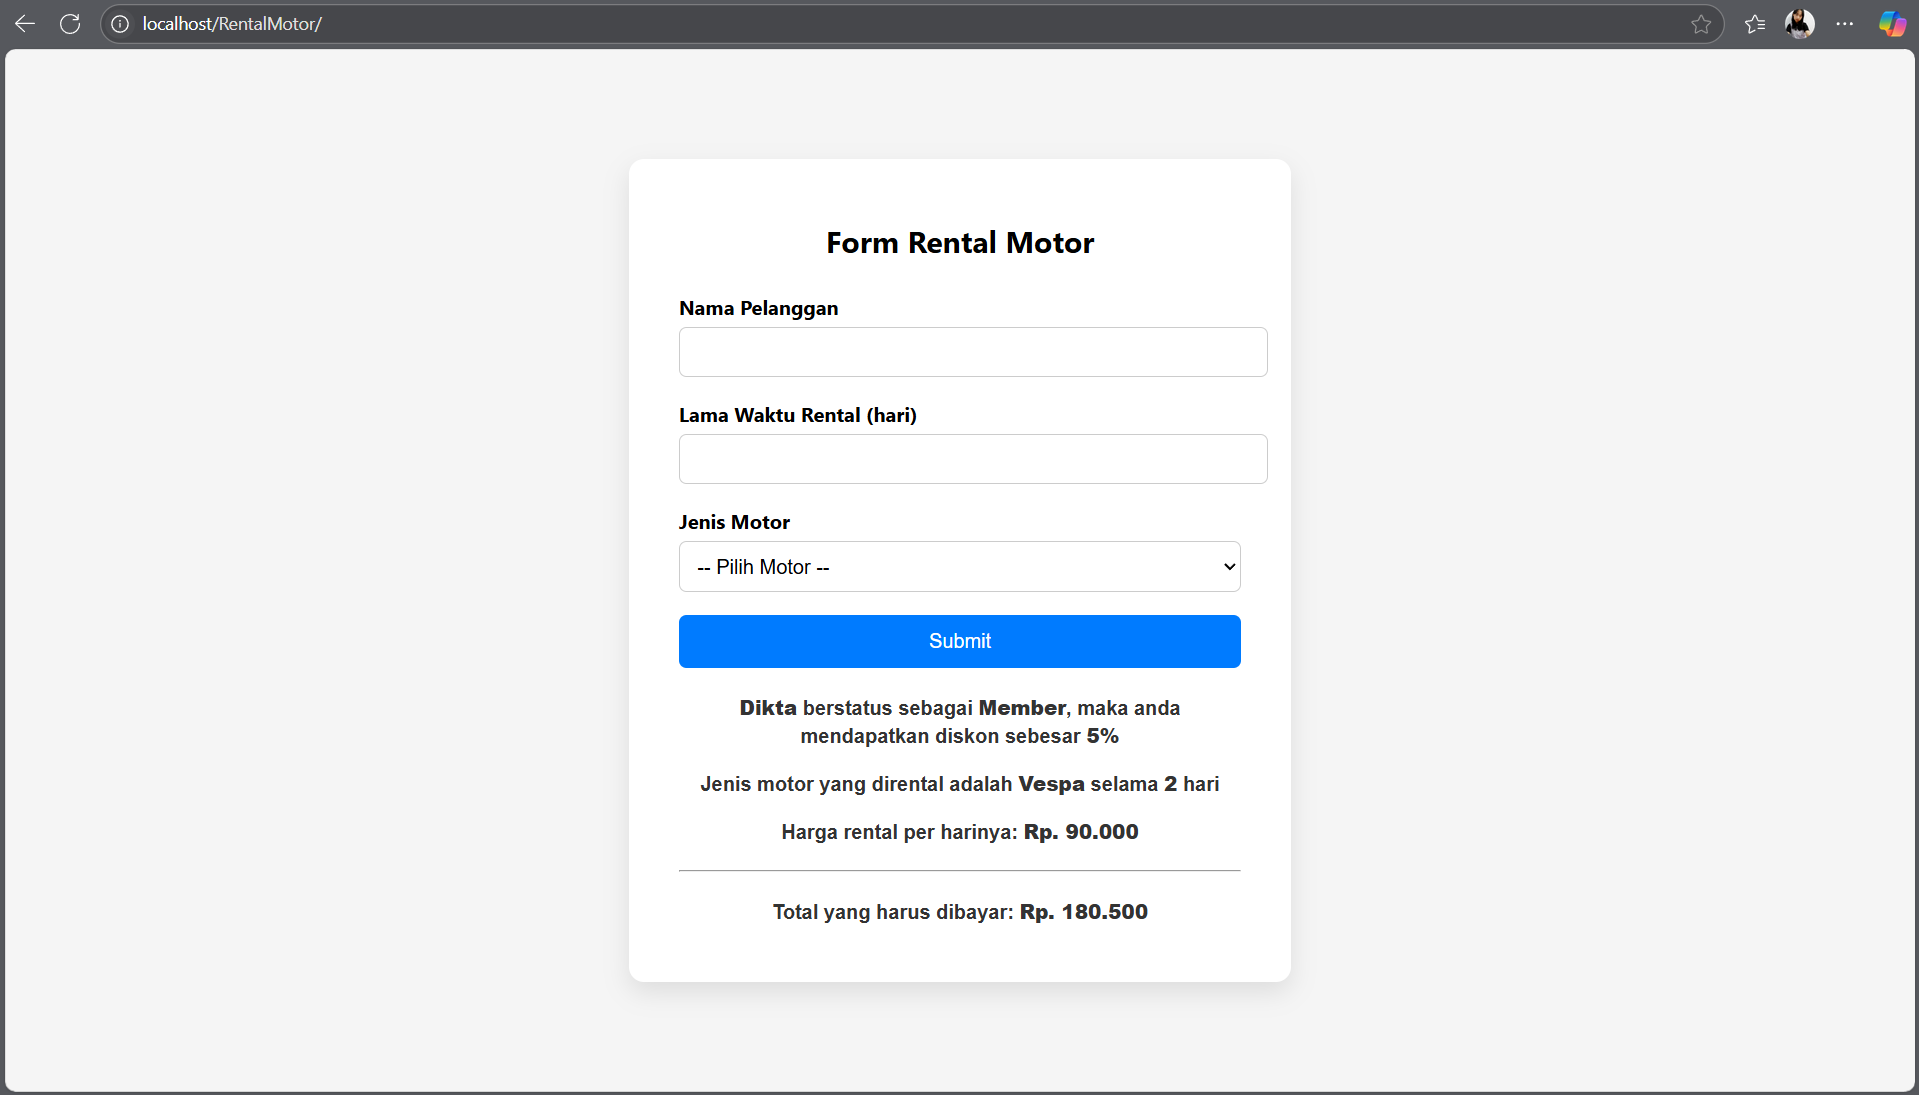 localhost/RentalMotor/
Form Rental Motor
Nama Pelanggan
Lama Waktu Rental (hari)
Jenis Motor
-- Pilih Motor --
Submit
Dikta berstatus sebagai Member, maka anda
mendapatkan diskon sebesar 5%
Jenis motor yang dirental adalah Vespa selama 2 hari
Harga rental per harinya: Rp. 90.000
Total yang harus dibayar: Rp. 180.500